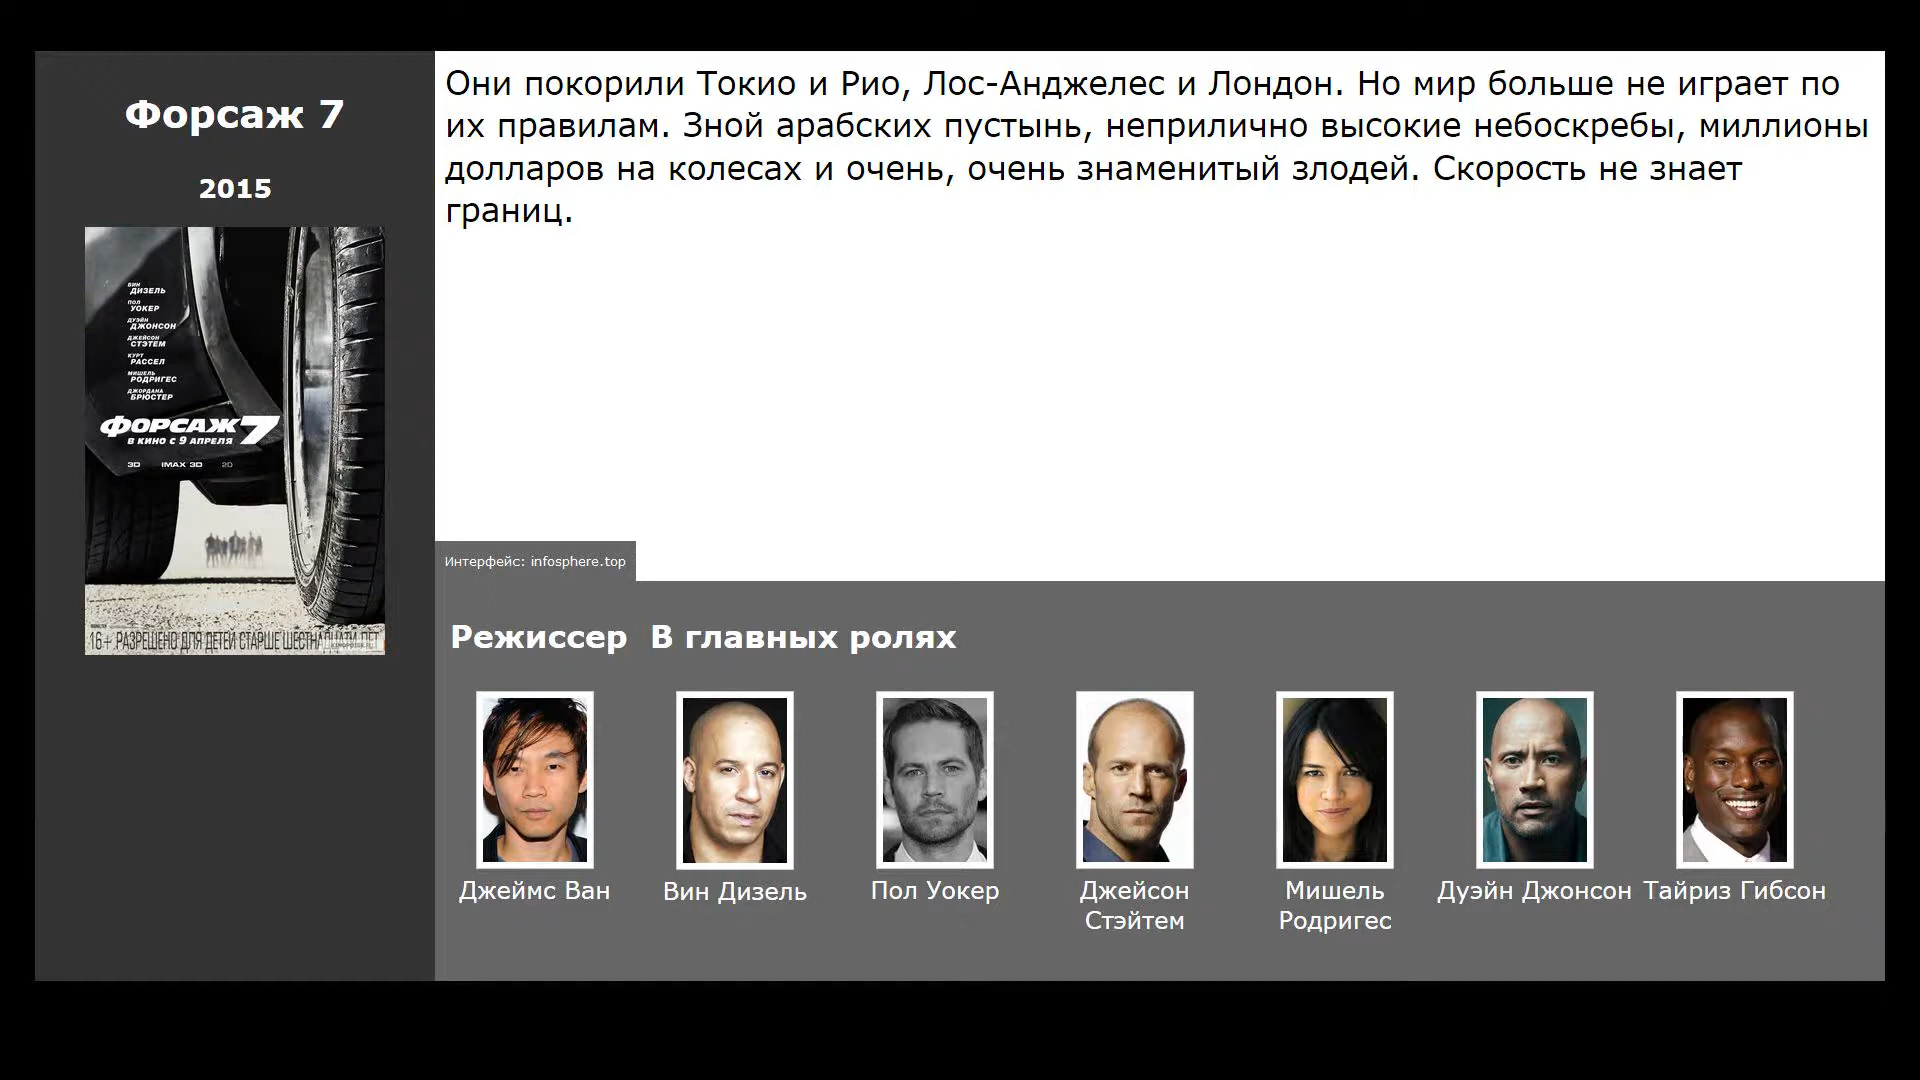 Форсаж 7
2015
ВИН
ДИЗЕЛЬ
ПОЛ
УОКЕР
ДУЭЙН
ДЖОНСОН
ДЖЕЙСОН
СТЭТЕМ
КУРТ
РАССЕЛ
МИШЕЛЬ
РОДРИГЕС
ДЖОРДАНА
БРЮСТЕР
ФОРСАЖ 7
В КИНО С 9 АПРЕЛЯ
3D IMAX 3D 2D
16+ РАЗРЕШЕНО ДЛЯ ДЕТЕЙ СТАРШЕ ШЕСТНАДЦАТИ ЛЕТ
Они покорили Токио и Рио, Лос-Анджелес и Лондон. Но мир больше не играет по
их правилам. Зной арабских пустынь, неприлично высокие небоскребы, миллионы
долларов на колесах и очень, очень знаменитый злодей. Скорость не знает
границ.
Интерфейс: infosphere.top
Режиссер В главных ролях
Джеймс Ван
Вин Дизель
Пол Уокер
Джейсон
Стэйтем
Мишель
Родригес
Дуэйн Джонсон
Тайриз Гибсон